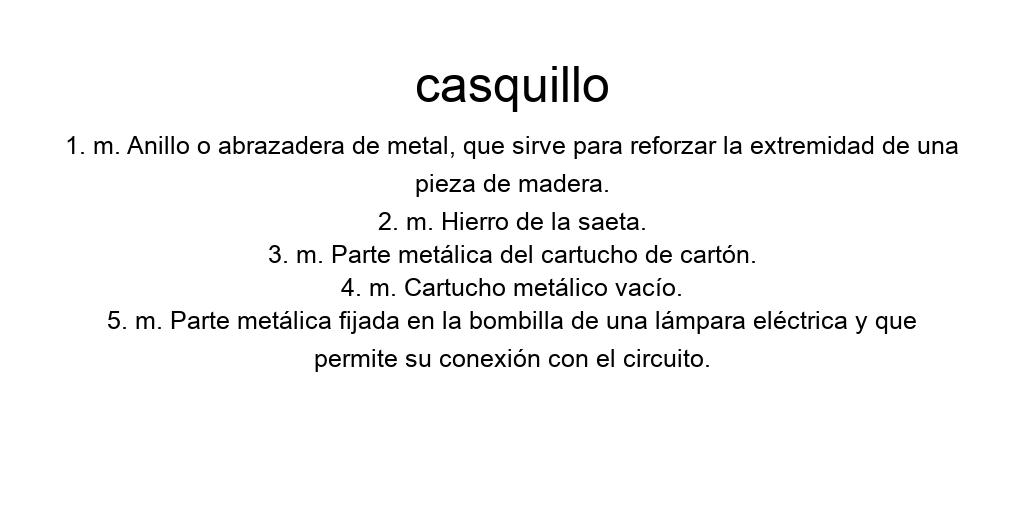 casquillo
1. m. Anillo o abrazadera de metal, que sirve para reforzar la extremidad de una
pieza de madera.
2. m. Hierro de la saeta.
3. m. Parte metálica del cartucho de cartón.
4. m. Cartucho metálico vacío.
5. m. Parte metálica fijada en la bombilla de una lámpara eléctrica y que
permite su conexión con el circuito.